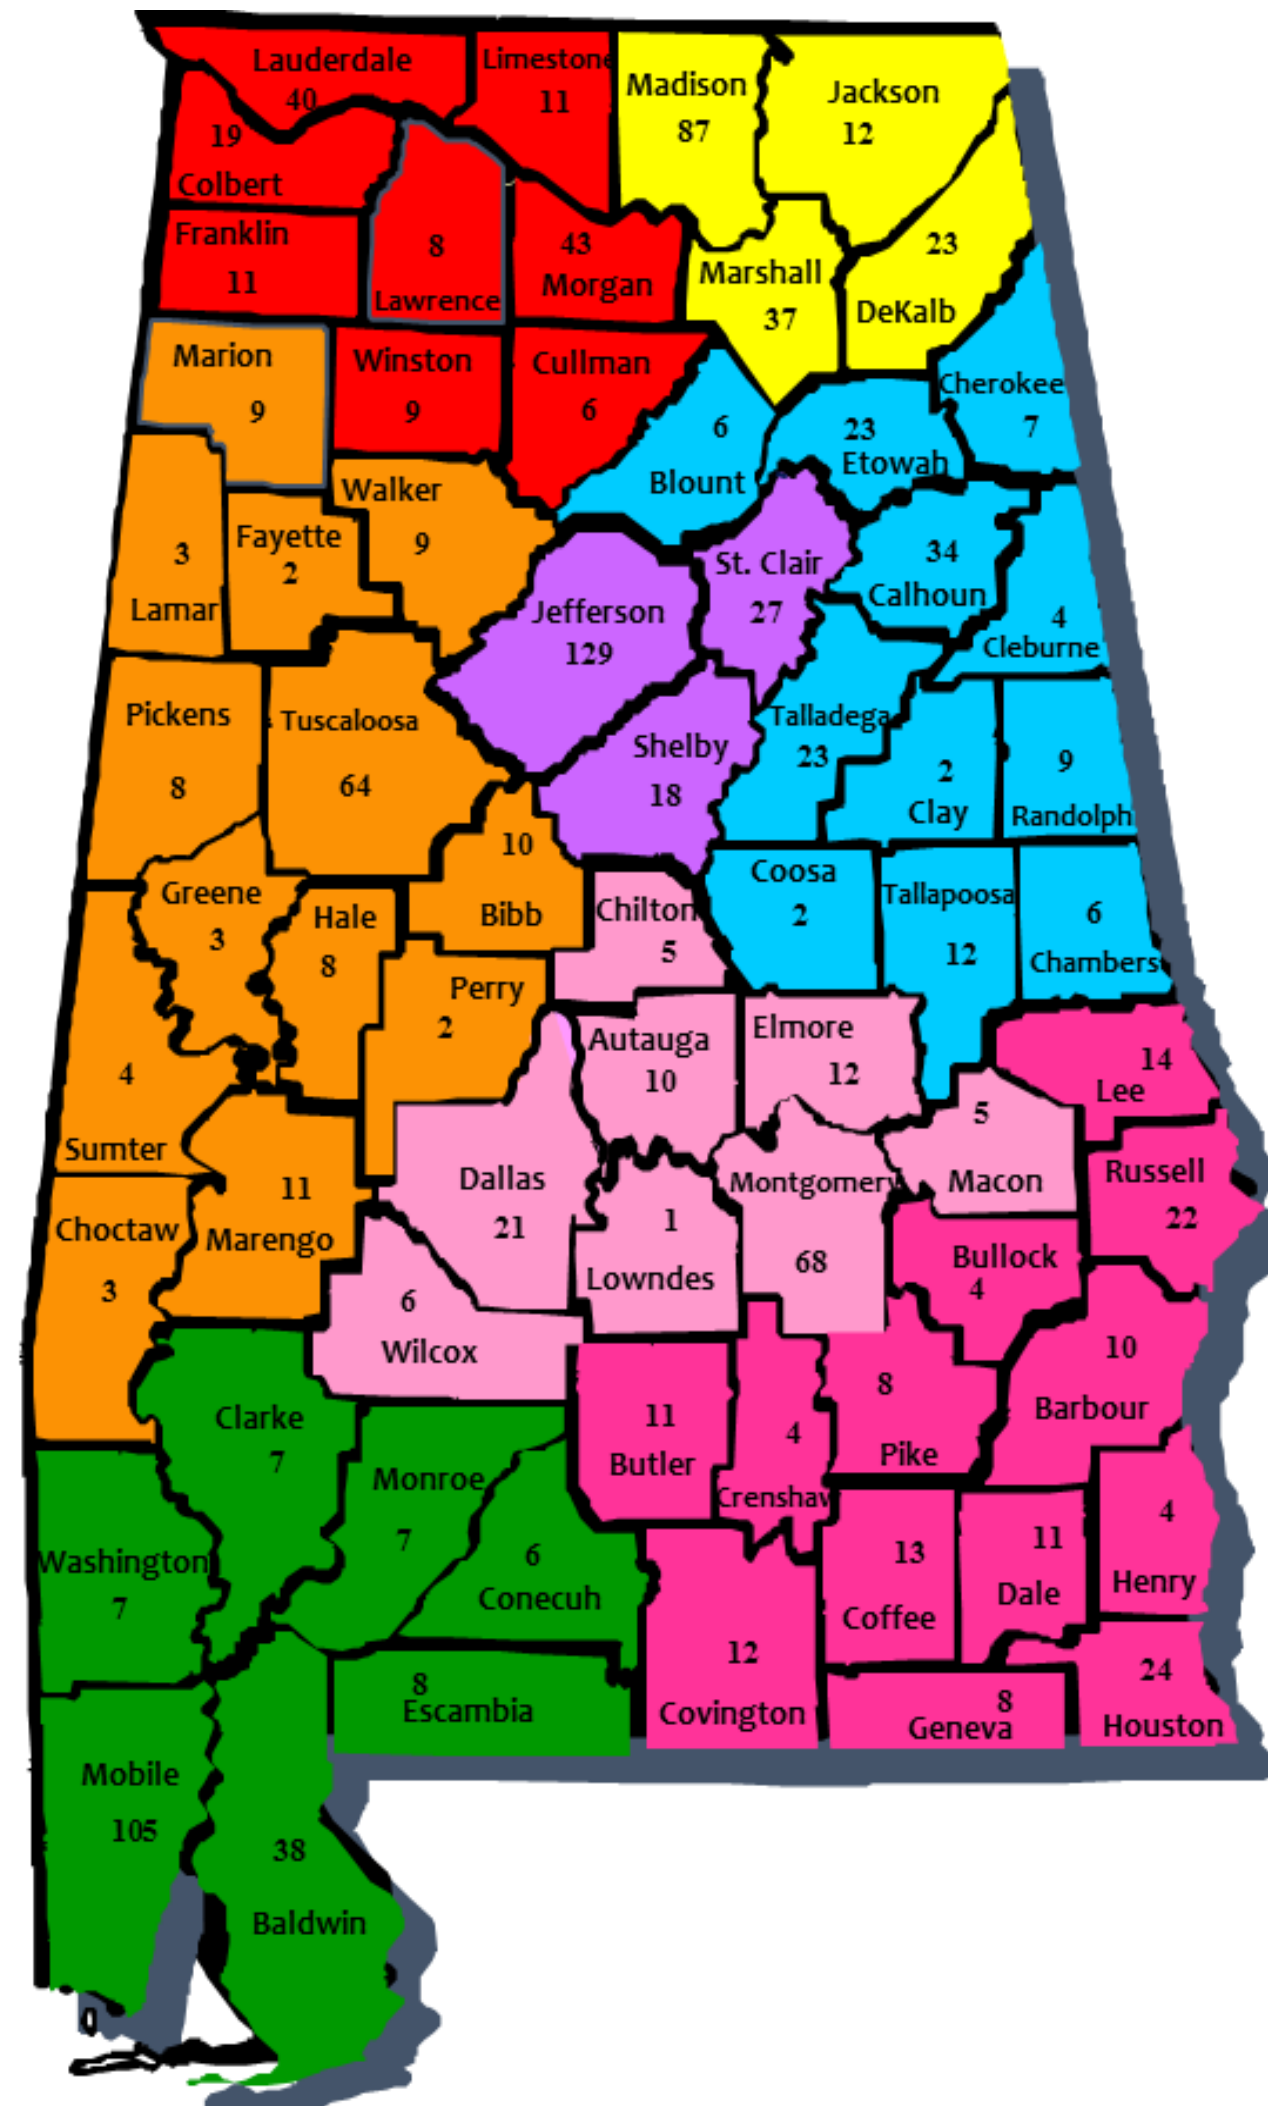 Lauderdale
40
Limestone
11
Madison
87
Jackson
12
19
Colbert
Franklin
11
8
Lawrence
43
Morgan
Marshall
37
23
DeKalb
Marion
9
Winston
9
Cullman
6
6
Blount
23
Etowah
Cherokee
7
3
Lamar
Fayette
2
Walker
9
Jefferson
129
St. Clair
27
34
Calhoun
4
Cleburne
Pickens
8
Tuscaloosa
64
Shelby
18
Talladega
23
2
Clay
9
Randolph
Greene
3
Hale
8
10
Bibb
Chilton
5
Coosa
2
Tallapoosa
12
6
Chambers
4
Sumter
Perry
2
Autauga
10
Elmore
12
5
Macon
14
Lee
Choctaw
3
11
Marengo
Dallas
21
1
Lowndes
Montgomery
68
Russell
22
Bullock
4
6
Wilcox
Clarke
7
Monroe
7
6
Conecuh
11
Butler
4
Crenshaw
8
Pike
10
Barbour
Washington
7
8
Escambia
12
Covington
13
Coffee
11
Dale
4
Henry
8
Geneva
24
Houston
Mobile
105
38
Baldwin